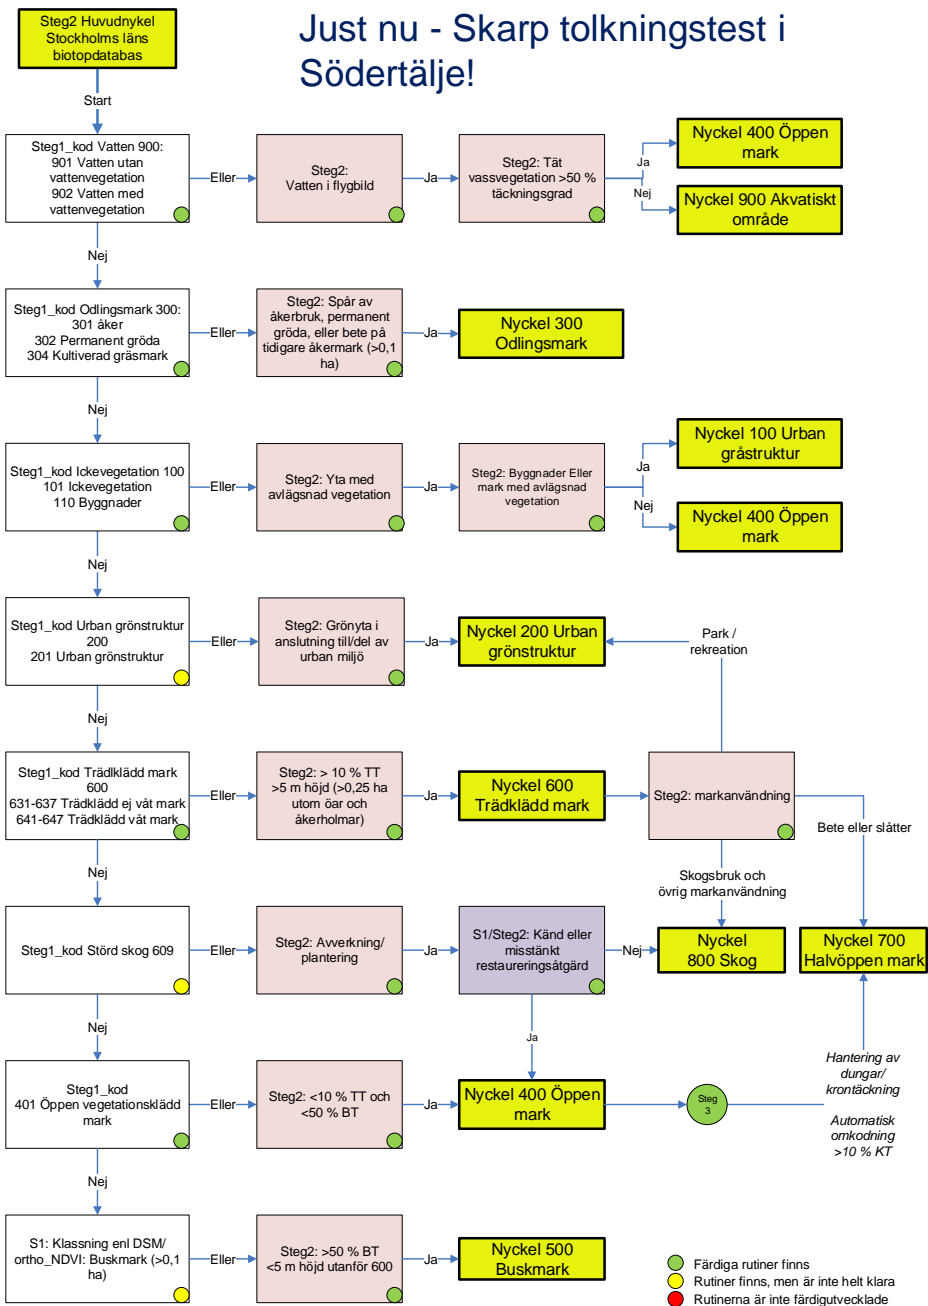 Steg2 Huvudnykel
Stockholms läns
biotopdatabas
Just nu - Skarp tolkningstest i
Södertälje!
Start
Steg1_kod Vatten 900:
901 Vatten utan
vattenvegetation
902 Vatten med
vattenvegetation
Eller
Steg2:
Vatten i flygbild
Ja
Steg2: Tät
vassvegetation >50 %
täckningsgrad
Ja
Nej
Nyckel 400 Öppen
mark
Nyckel 900 Akvatiskt
område
Nej
Steg1_kod Odlingsmark 300:
301 åker
302 Permanent gröda
304 Kultiverad gräsmark
Eller
Steg2: Spår av
åkerbruk, permanent
gröda, eller bete på
tidigare åkermark (>0,1
ha)
Ja
Nyckel 300
Odlingsmark
Nej
Steg1_kod Ickevegetation 100
101 Ickevegetation
110 Byggnader
Eller
Steg2: Yta med
avlägsnad vegetation
Ja
Steg2: Byggnader Eller
mark med avlägsnad
vegetation
Ja
Nej
Nyckel 100 Urban
gråstruktur
Nyckel 400 Öppen
mark
Nej
Steg1_kod Urban grönstruktur
200
201 Urban grönstruktur
Eller
Steg2: Grönyta i
anslutning till/del av
urban miljö
Ja
Nyckel 200 Urban
grönstruktur
Park /
rekreation
Nej
Steg1_kod Trädlklädd mark
600
631-637 Trädklädd ej våt mark
641-647 Trädklädd våt mark
Eller
Steg2: > 10 % TT
>5 m höjd (>0,25 ha
utom öar och
åkerholmar)
Ja
Nyckel 600
Trädklädd mark
Steg2: markanvändning
Bete eller slåtter
Skogsbruk och
övrig markanvändning
Nej
Steg1_kod Störd skog 609
Eller
Steg2: Avverkning/
plantering
Ja
S1/Steg2: Känd eller
misstänkt
restaureringsåtgärd
Nej
Nyckel
800 Skog
Nyckel 700
Halvöppen mark
Nej
Ja
Steg1_kod
401 Öppen vegetationsklädd
mark
Eller
Steg2: <10 % TT och
<50 % BT
Ja
Nyckel 400 Öppen
mark
Steg
3
Hantering av
dungar/
krontäckning
Automatisk
omkodning
>10 % KT
Nej
S1: Klassning enl DSM/
ortho_NDVI: Buskmark (>0,1
ha)
Eller
Steg2: >50 % BT
<5 m höjd utanför 600
Ja
Nyckel 500
Buskmark
Färdiga rutiner finns
Rutiner finns, men är inte helt klara
Rutinerna är inte färdigutvecklade